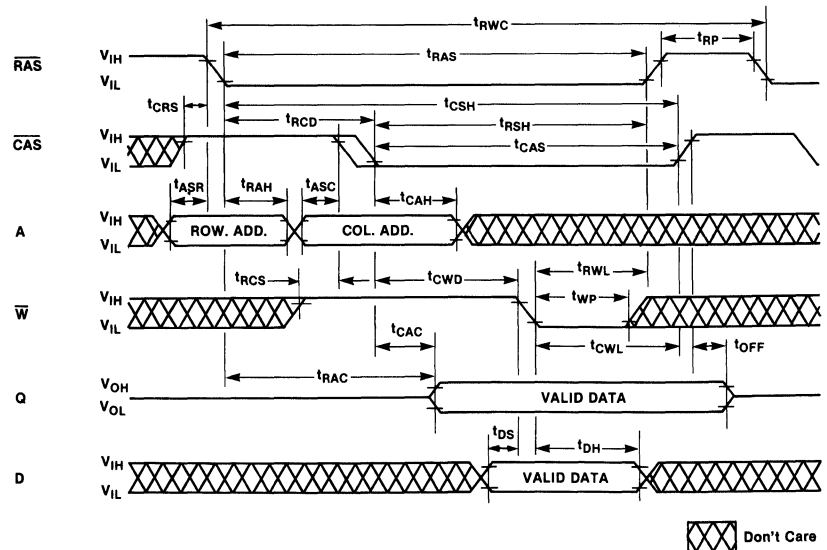 tRWC
tRP
RAS
VIH
VIL
tRAS
tCRS
tCSH
tRCD
tRSH
CAS
VIH
VIL
tCAS
tASR
tRAH
tASC
tCAH
A
VIH
VIL
ROW. ADD.
COL. ADD.
tRCS
tCWD
tRWL
W
VIH
VIL
tWP
tCAC
tCWL
tOFF
tRAC
Q
VOH
VOL
VALID DATA
tDS
tDH
D
VIH
VIL
VALID DATA
Don't Care